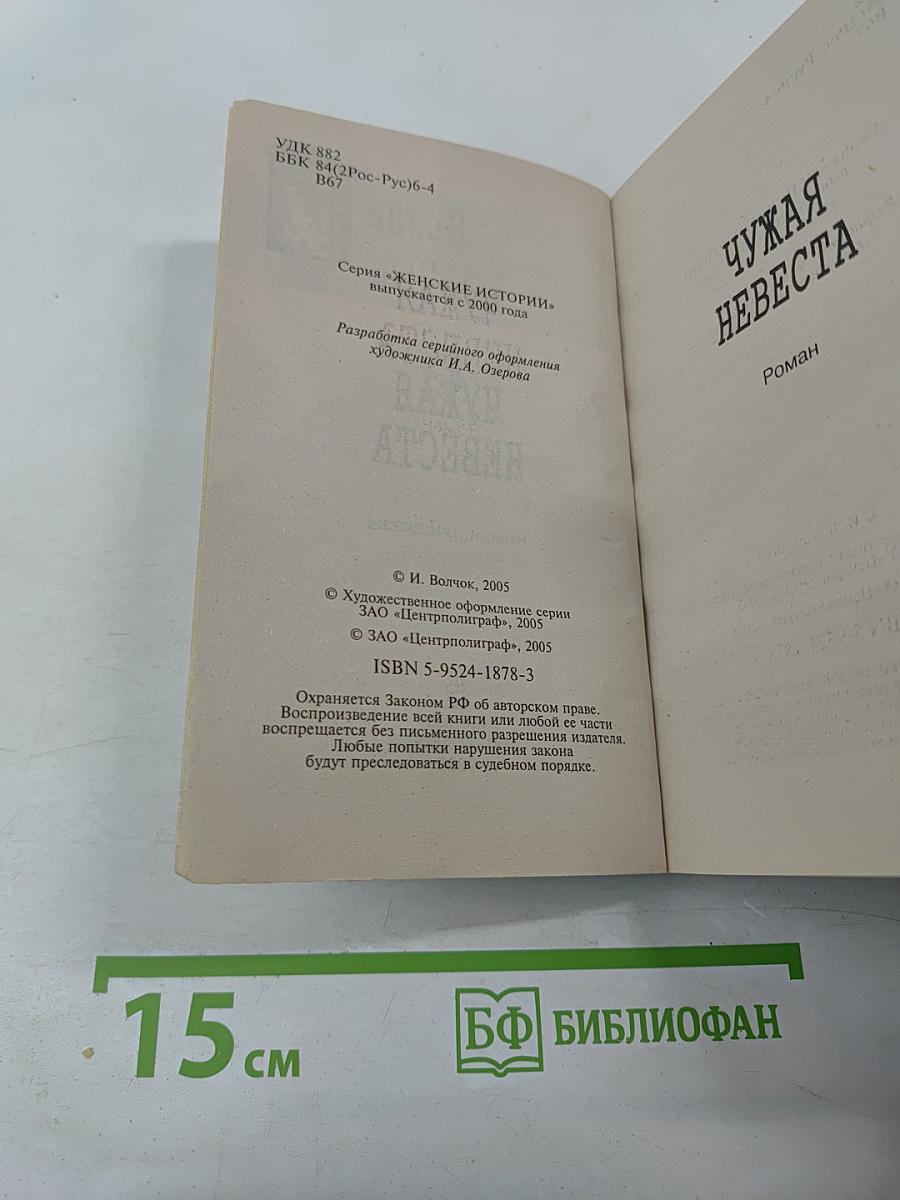 УДК 882
ББК 84(2Рос-Рус)6-4
В67
Серия «ЖЕНСКИЕ ИСТОРИИ»
выпускается с 2000 года
Разработка серийного оформления
художника И.А. Озерова
© И. Волчок, 2005
© Художественное оформление серии
ЗАО «Центрполиграф», 2005
© ЗАО «Центрполиграф», 2005
ISBN 5-9524-1878-3
Охраняется Законом РФ об авторском праве.
Воспроизведение всей книги или любой ее части
воспрещается без письменного разрешения издателя.
Любые попытки нарушения закона
будут преследоваться в судебном порядке.
ЧУЖАЯ
НЕВЕСТА
Роман
15 см
БФ БИБЛИОФАН